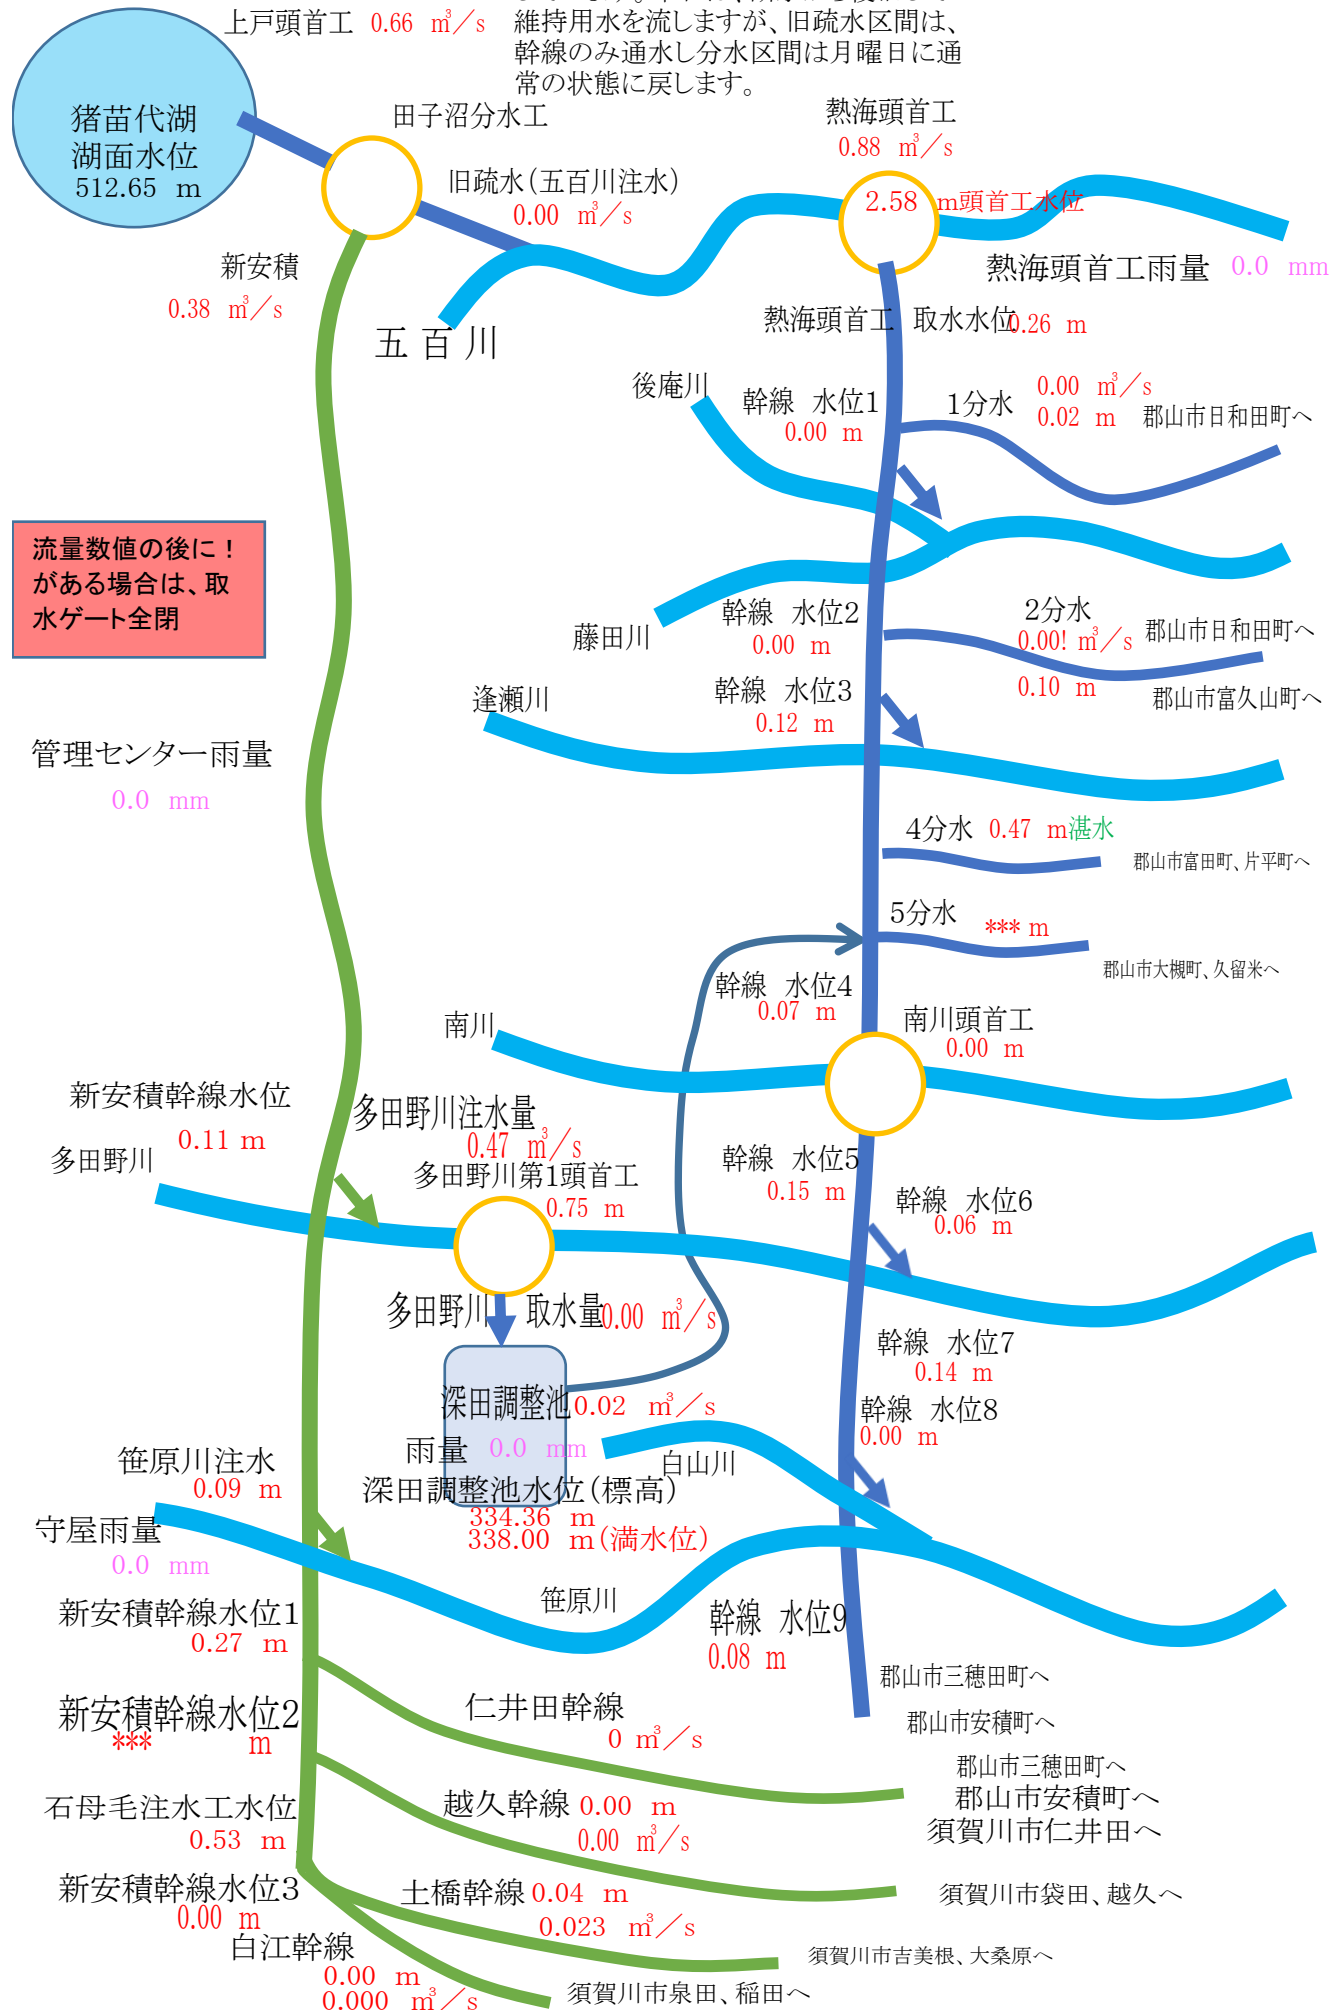 上戸頭首工 0.66 ㎥/s
維持用水を流しますが、旧疏水区間は、
幹線のみ通水し分水区間は月曜日に通
常の状態に戻します。
猪苗代湖
湖面水位
512.65 m
田子沼分水工
旧疏水(五百川注水)
0.00 ㎥/s
熱海頭首工
0.88 ㎥/s
2.58 m頭首工水位
熱海頭首工雨量 0.0 mm
新安積
0.38 ㎥/s
五百川
熱海頭首工 取水水位0.26 m
後庵川
幹線 水位1
0.00 m
1分水
0.00 ㎥/s
0.02 m
郡山市日和田町へ
流量数値の後に!
がある場合は、取
水ゲート全閉
藤田川
幹線 水位2
0.00 m
2分水
0.00! ㎥/s
0.10 m
郡山市日和田町へ
郡山市富久山町へ
逢瀬川
幹線 水位3
0.12 m
管理センター雨量
0.0 mm
4分水 0.47 m湛水
郡山市富田町、片平町へ
5分水 *** m
郡山市大槻町、久留米へ
幹線 水位4
0.07 m
南川
南川頭首工
0.00 m
新安積幹線水位
0.11 m
多田野川
多田野川注水量
0.47 ㎥/s
多田野川第1頭首工
0.75 m
幹線 水位5
0.15 m
幹線 水位6
0.06 m
多田野川 取水量0.00 ㎥/s
幹線 水位7
0.14 m
深田調整池0.02 ㎥/s
雨量 0.0 mm
幹線 水位8
0.00 m
白山川
深田調整池水位(標高)
334.36 m
338.00 m(満水位)
笹原川注水
0.09 m
守屋雨量
0.0 mm
笹原川
新安積幹線水位1
0.27 m
幹線 水位9
0.08 m
郡山市三穂田町へ
郡山市安積町へ
新安積幹線水位2
*** m
仁井田幹線
0 ㎥/s
郡山市三穂田町へ
郡山市安積町へ
須賀川市仁井田へ
石母毛注水工水位
0.53 m
越久幹線 0.00 m
0.00 ㎥/s
須賀川市袋田、越久へ
新安積幹線水位3
0.00 m
土橋幹線 0.04 m
0.023 ㎥/s
須賀川市吉美根、大桑原へ
白江幹線
0.00 m
0.000 ㎥/s
須賀川市泉田、稲田へ